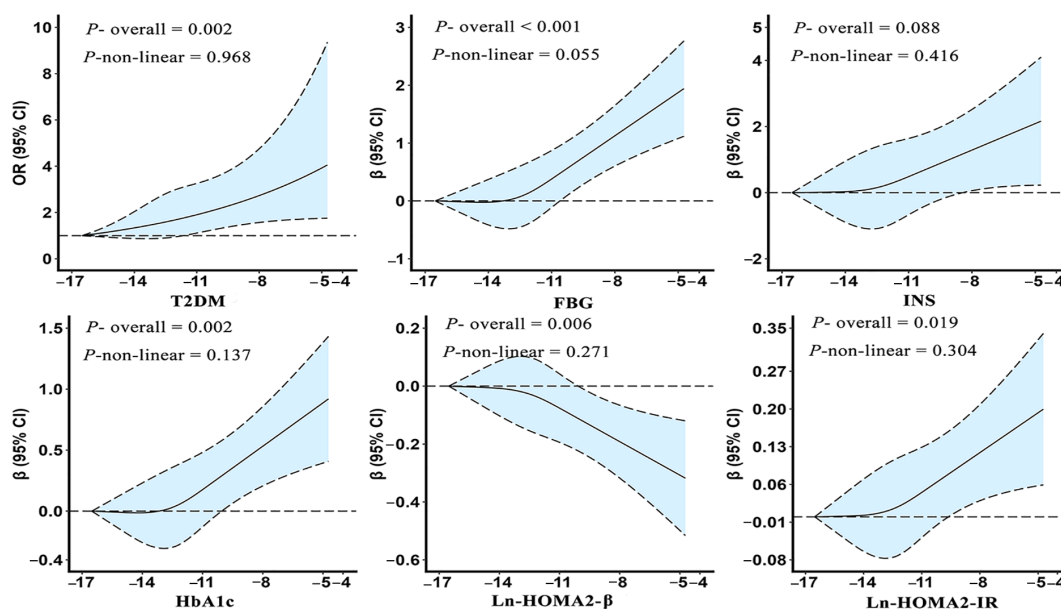 P- overall = 0.002
P-non-linear = 0.968
OR (95% CI)
10
8
6
4
2
0
−17 −14 −11 −8 −5 −4
T2DM
P- overall < 0.001
P-non-linear = 0.055
β (95% CI)
3
2
1
0
−1
−17 −14 −11 −8 −5 −4
FBG
P- overall = 0.088
P-non-linear = 0.416
β (95% CI)
4
2
0
−2
−17 −14 −11 −8 −5 −4
INS
P- overall = 0.002
P-non-linear = 0.137
β (95% CI)
1.5
1.0
0.5
0.0
−0.4
−17 −14 −11 −8 −5 −4
HbA1c
P- overall = 0.006
P-non-linear = 0.271
β (95% CI)
0.2
0.0
−0.2
−0.4
−0.6
−17 −14 −11 −8 −5 −4
Ln-HOMA2-β
P- overall = 0.019
P-non-linear = 0.304
β (95% CI)
0.35
0.27
0.20
0.13
0.06
−0.01
−0.08
−17 −14 −11 −8 −5 −4
Ln-HOMA2-IR